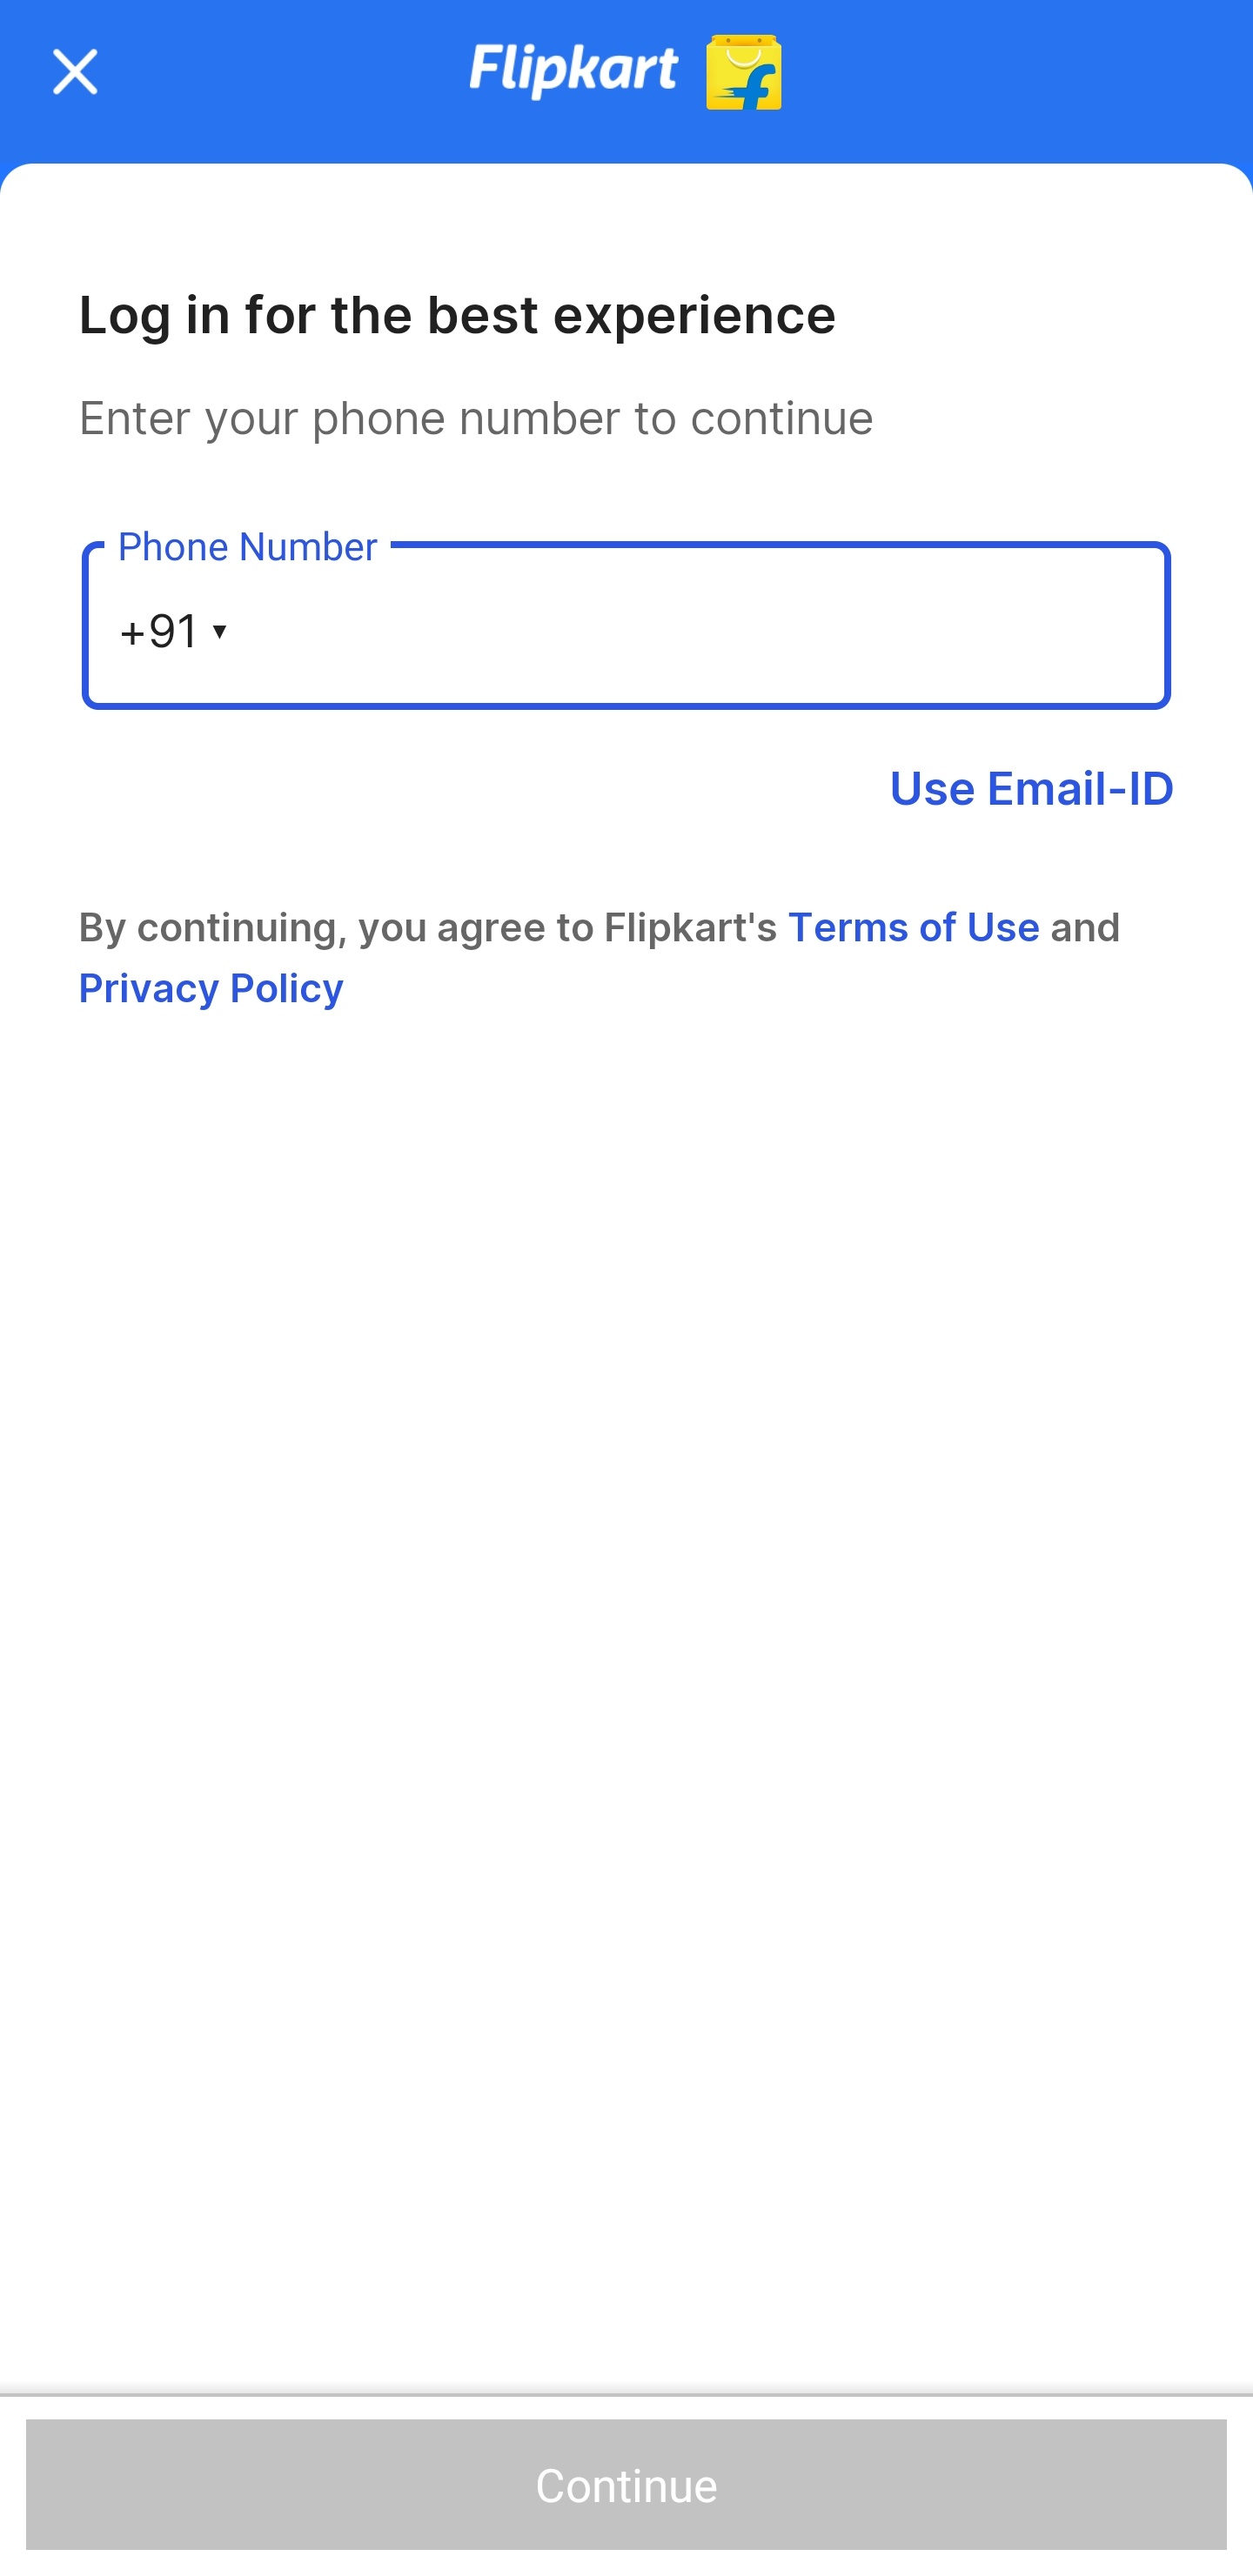 Flipkart
Log in for the best experience
Enter your phone number to continue
Phone Number
+91
Use Email-ID
By continuing, you agree to Flipkart's Terms of Use and
Privacy Policy
Continue